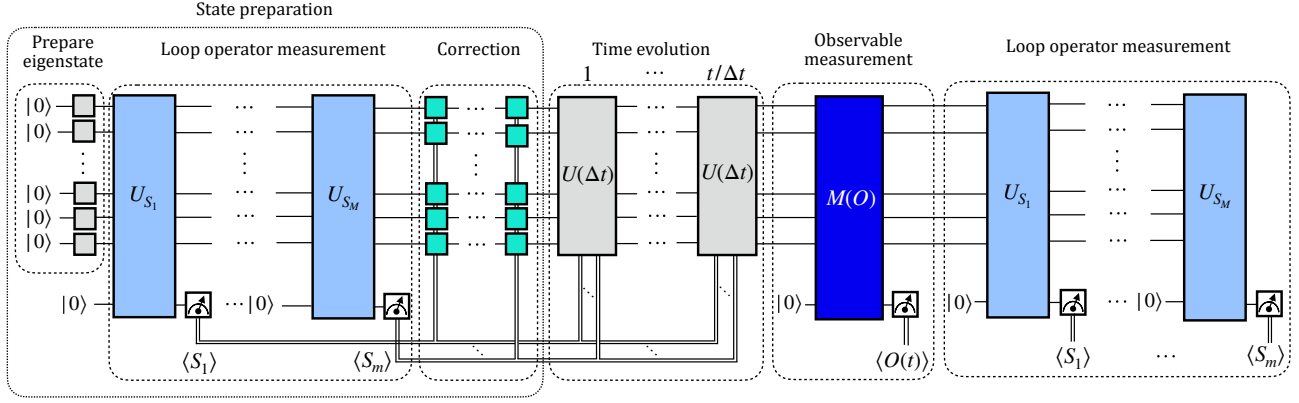 State preparation
Prepare
eigenstate
Loop operator measurement
Correction
Time evolution
Observable
measurement
Loop operator measurement
1 ⋯ t/Δt
|0⟩ ⋯ ⋯ ⋯ ⋯
|0⟩ ⋯ ⋯ ⋯ ⋯
⋮ ⋮ ⋮ ⋮ ⋮
U_{S_1} U_{S_M} U(Δt) U(Δt) M(O) U_{S_1} U_{S_M}
|0⟩ ⋯ ⋯ ⋯ ⋯
|0⟩ ⋯ ⋯ ⋯ ⋯
|0⟩ ⋯ ⋯ ⋯ ⋯
|0⟩ ⋯ |0⟩ |0⟩ |0⟩ ⋯ |0⟩
⟨S_1⟩ ⟨S_m⟩ ⟨O(t)⟩ ⟨S_1⟩ ⋯ ⟨S_m⟩